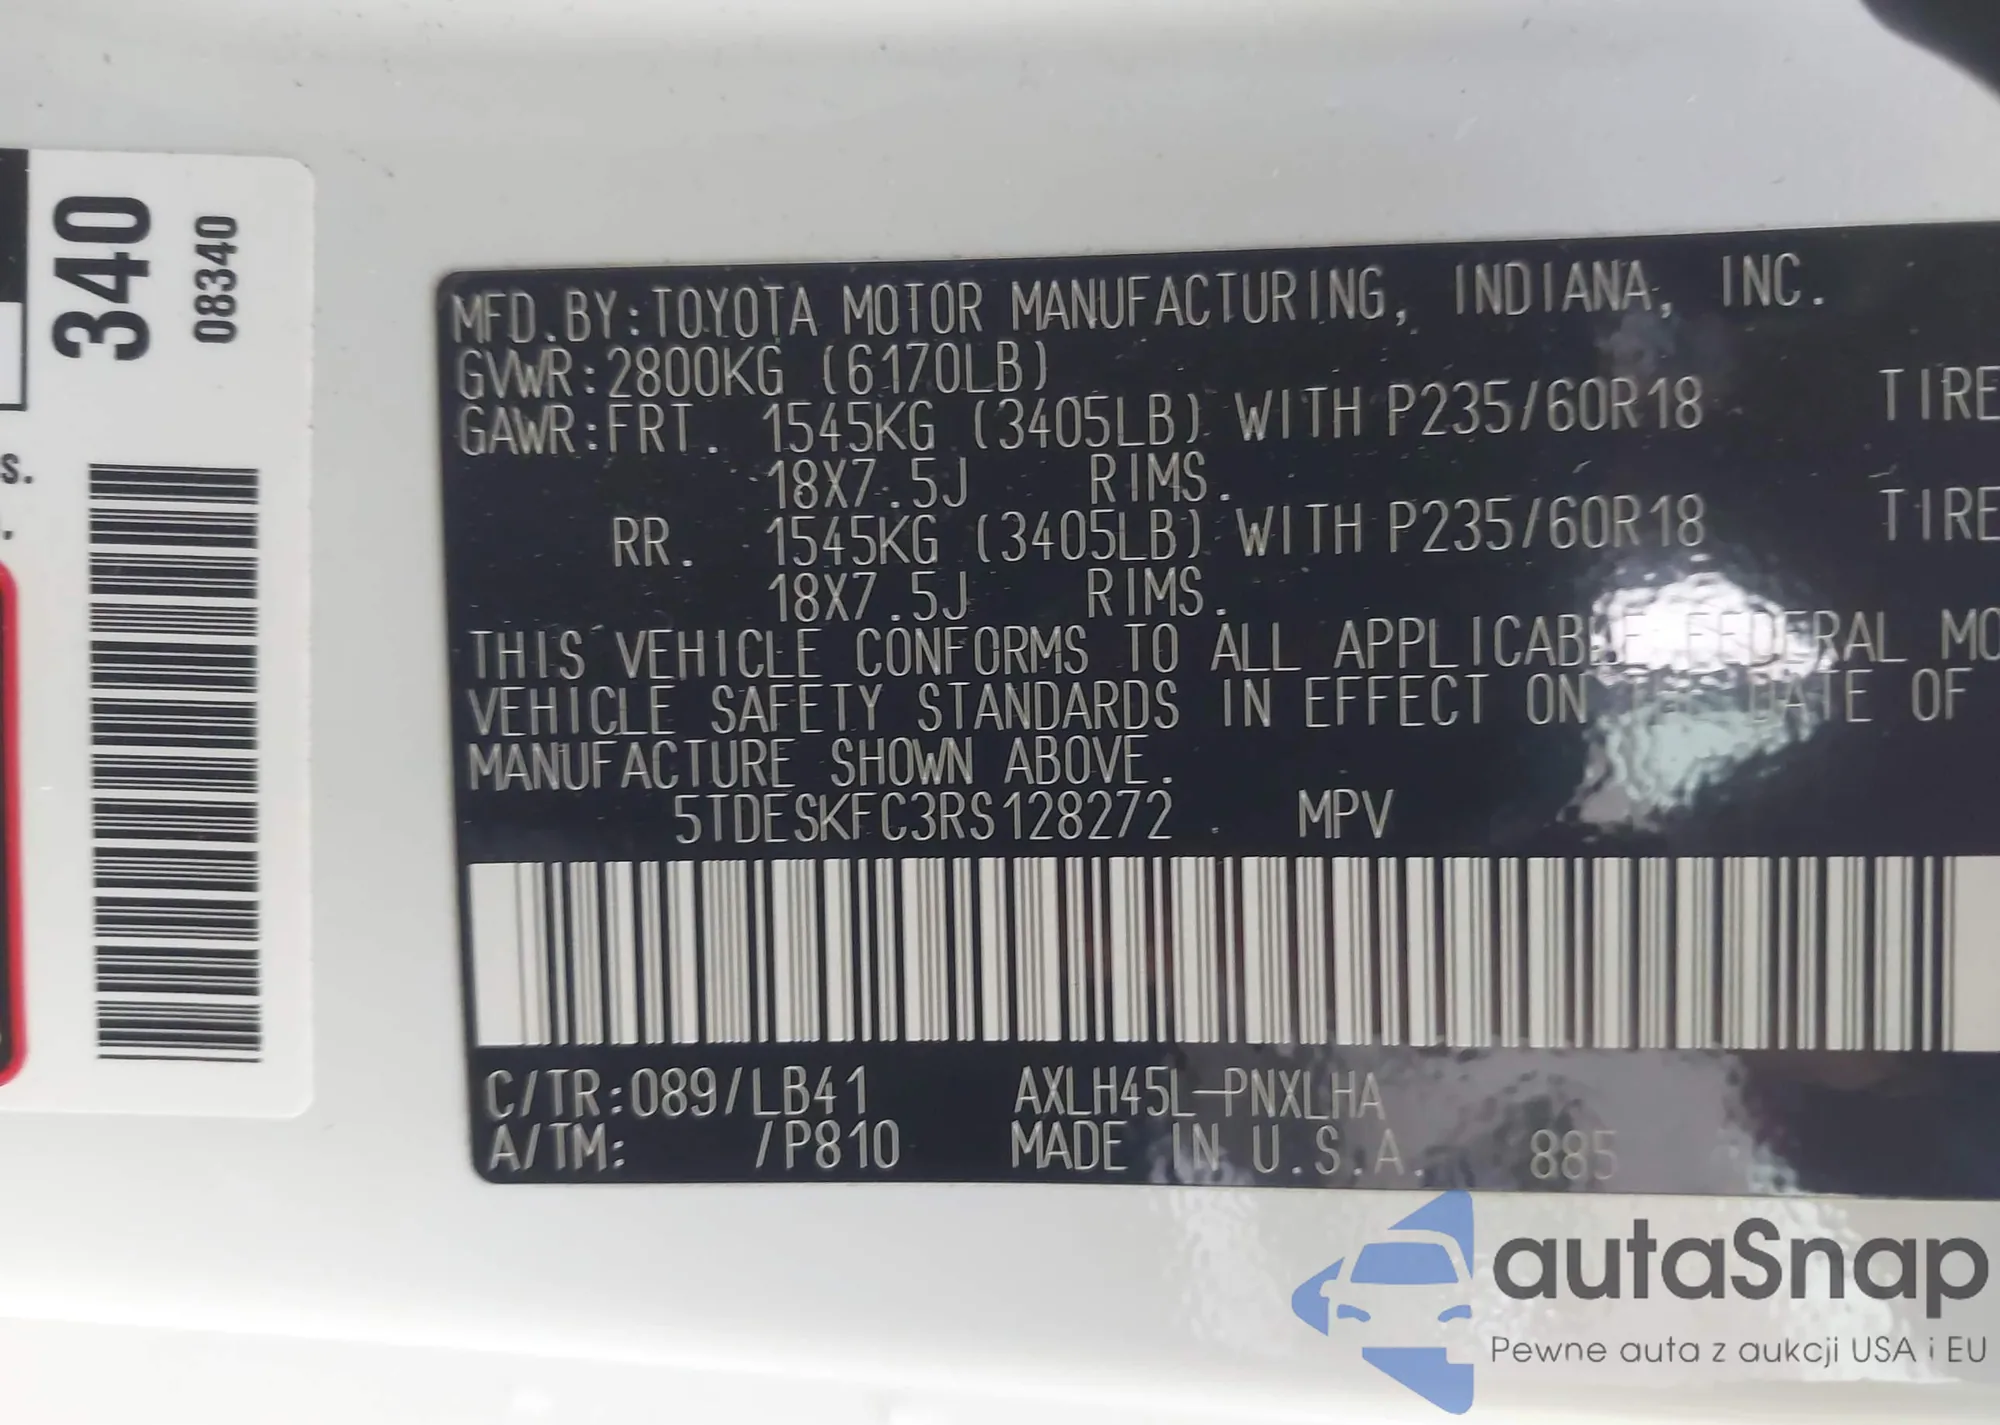 340
08340
s.
MFD.BY:TOYOTA MOTOR MANUFACTURING, INDIANA, INC.
GVWR:2800KG (6170LB)
GAWR:FRT. 1545KG (3405LB) WITH P235/60R18 TIRE
18X7.5J RIMS.
RR. 1545KG (3405LB) WITH P235/60R18 TIRE
18X7.5J RIMS.
THIS VEHICLE CONFORMS TO ALL APPLICABLE FEDERAL MO
VEHICLE SAFETY STANDARDS IN EFFECT ON THE DATE OF
MANUFACTURE SHOWN ABOVE.
5TDESKFC3RS128272 MPV
C/TR:089/LB41 AXLH45L-PNXLHA
A/TM: /P810 MADE IN U.S.A. 885
autaSnap
Pewne auta z aukcji USA i EU